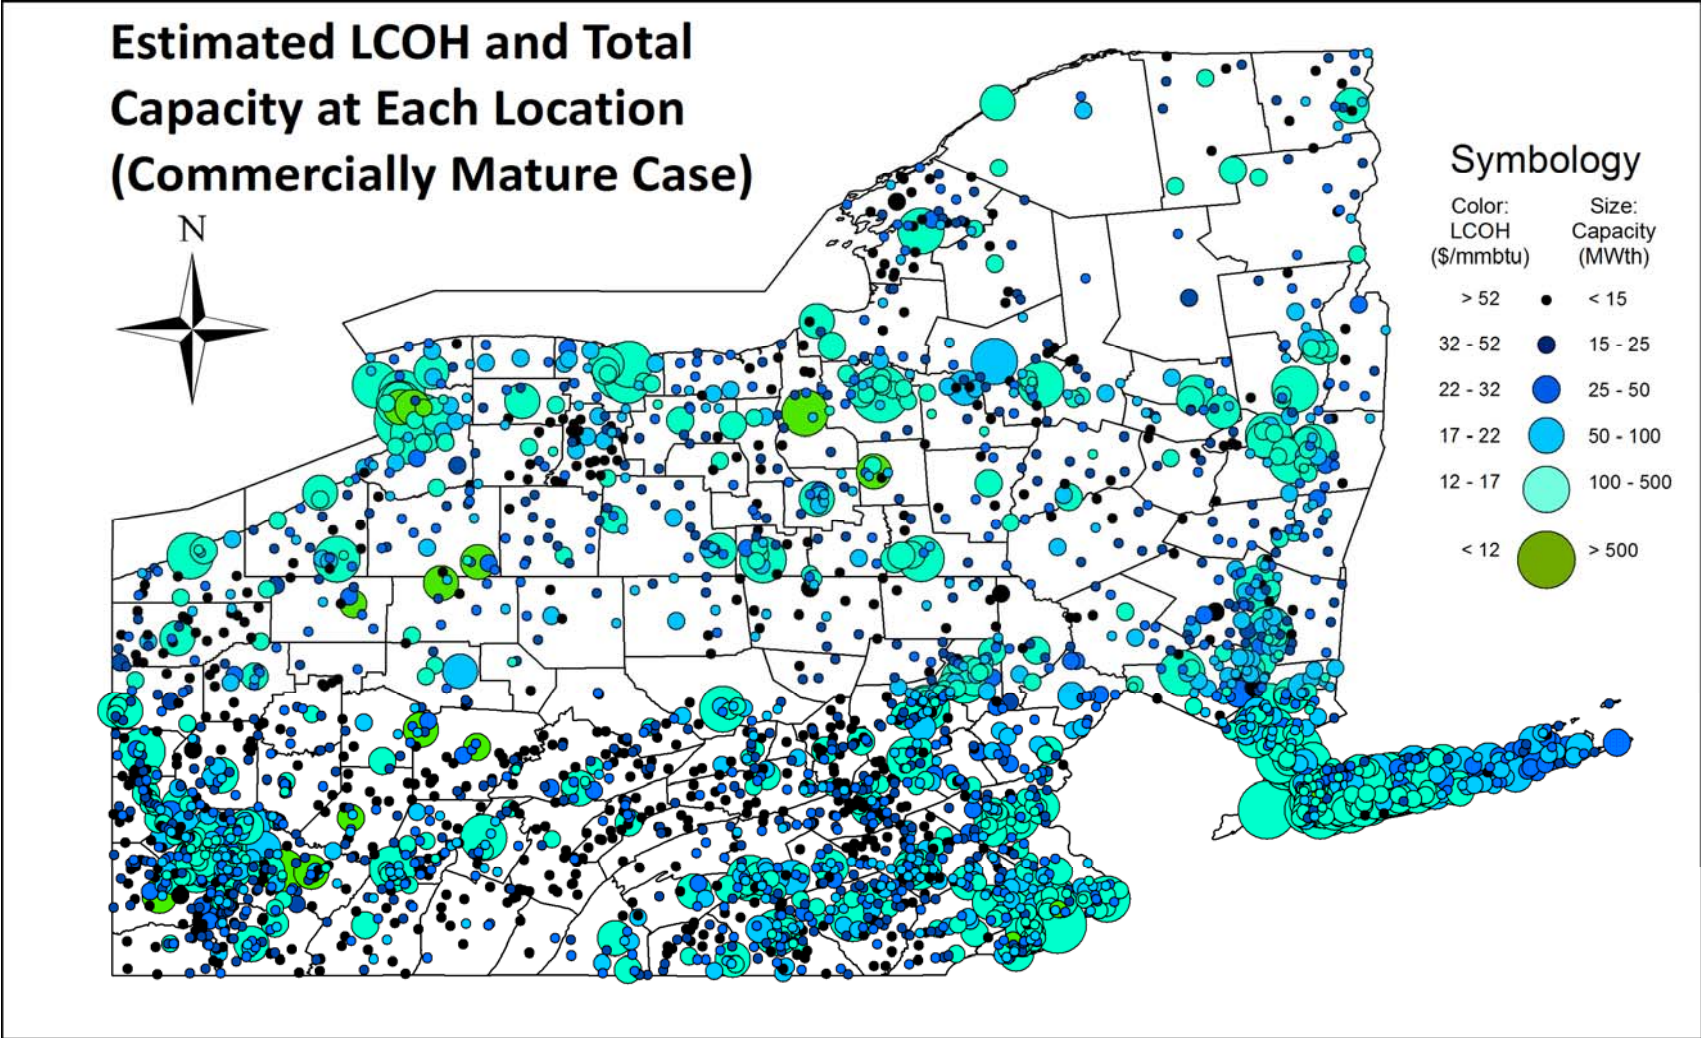 Estimated LCOH and Total
Capacity at Each Location
(Commercially Mature Case)
N
Symbology
Color:
LCOH
($/mmbtu)
Size:
Capacity
(MWth)
> 52 < 15
32 - 52 15 - 25
22 - 32 25 - 50
17 - 22 50 - 100
12 - 17 100 - 500
< 12 > 500